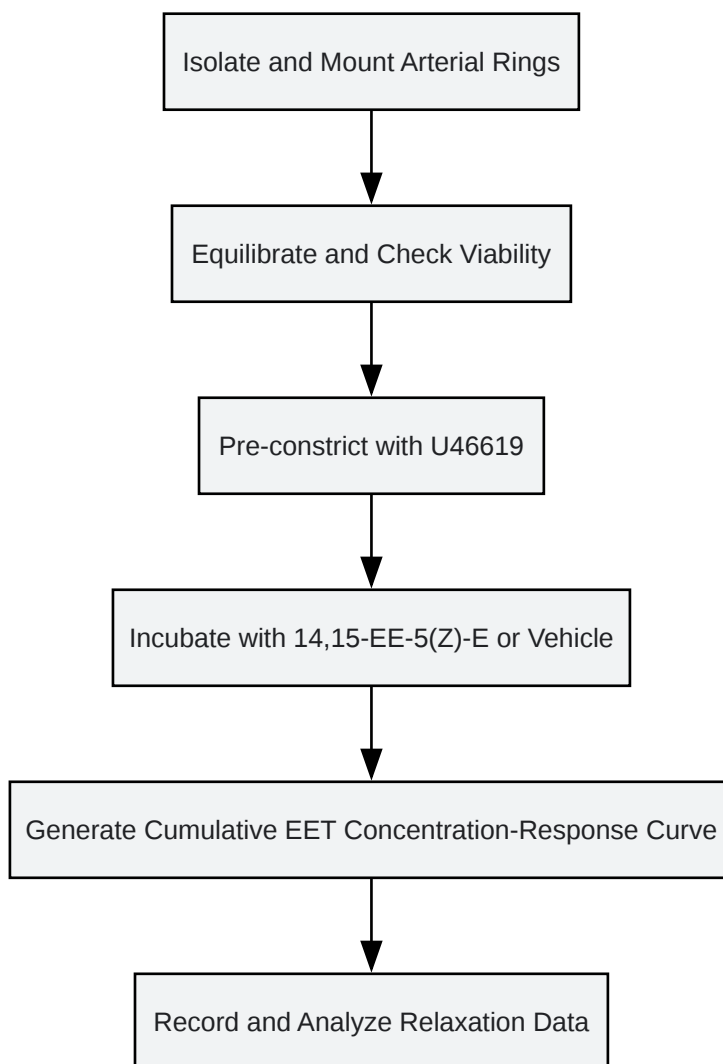 Isolate and Mount Arterial Rings
Equilibrate and Check Viability
Pre-constrict with U46619
Incubate with 14,15-EE-5(Z)-E or Vehicle
Generate Cumulative EET Concentration-Response Curve
Record and Analyze Relaxation Data